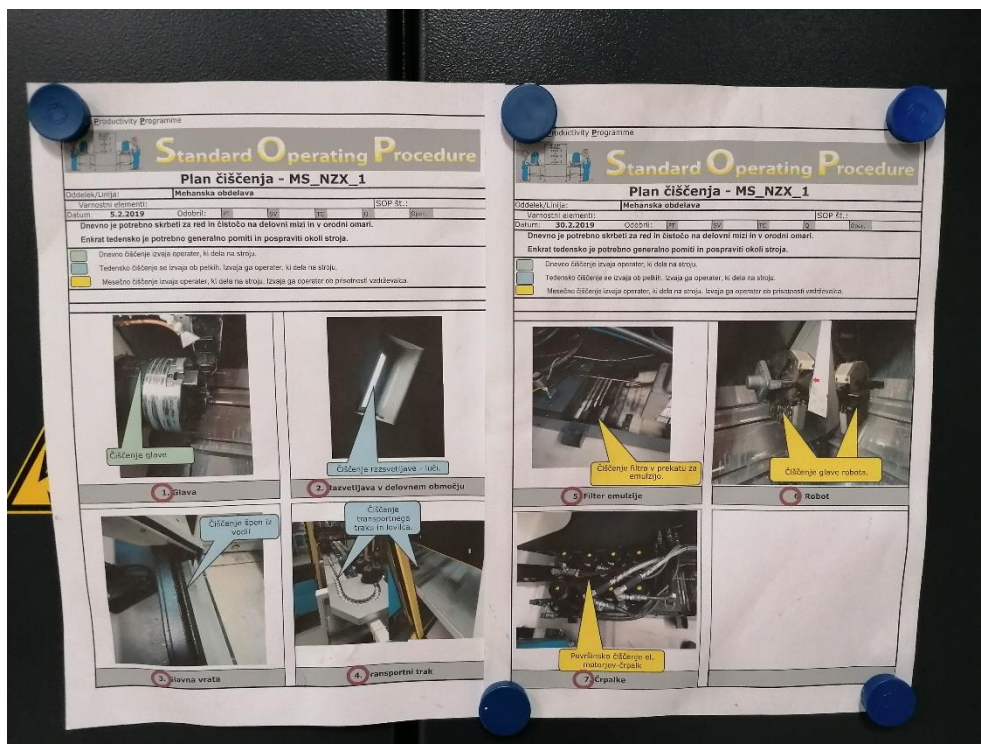 Productivity Programme
Standard Operating Procedure
Plan čiščenja - MS_NZX_1
Oddelek/Linija: Mehanska obdelava
Varnostni elementi: SOP št.:
Datum: 5.2.2019 Odobril: PT SV TC Q Oper.
Dnevno je potrebno skrbeti za red in čistočo na delovni mizi in v orodni omari.
Enkrat tedensko je potrebno generalno pomiti in pospraviti okoli stroja.
Dnevno čiščenje izvaja operater, ki dela na stroju.
Tedensko čiščenje se izvaja ob petkih. Izvaja ga operater, ki dela na stroju.
Mesečno čiščenje izvaja operater, ki dela na stroju. Izvaja ga operater ob prisotnosti vzdrževalca.
Čiščenje glave
1. Glava
Čiščenje razsvetljave - luči.
2. Razvetljava v delovnem območju
Čiščenje špen iz
vodil
3. Glavna vrata
Čiščenje
transportnega
traku in lovilca.
4. Transportni trak
Productivity Programme
Standard Operating Procedure
Plan čiščenja - MS_NZX_1
Oddelek/Linija: Mehanska obdelava
Varnostni elementi: SOP št.:
Datum: 30.2.2019 Odobril: PT SV TC Q Oper.
Dnevno je potrebno skrbeti za red in čistočo na delovni mizi in v orodni omari.
Enkrat tedensko je potrebno generalno pomiti in pospraviti okoli stroja.
Dnevno čiščenje izvaja operater, ki dela na stroju.
Tedensko čiščenje se izvaja ob petkih. Izvaja ga operater, ki dela na stroju.
Mesečno čiščenje izvaja operater, ki dela na stroju. Izvaja ga operater ob prisotnosti vzdrževalca.
Čiščenje filtra v prekatu za
emulzijo.
5. Filter emulzije
Čiščenje glave robota.
6. Robot
Površinsko čiščenje el.
motorjev-črpalk
7. Črpalke